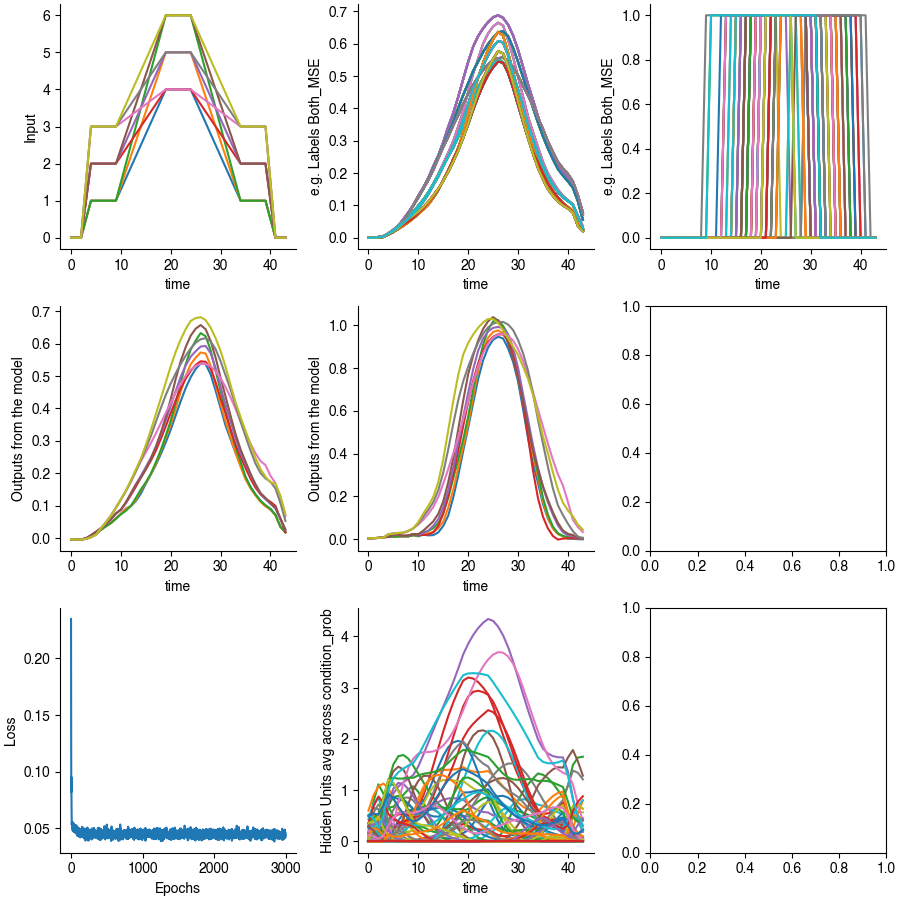 6
5
4
3
2
1
0
Input
0 10 20 30 40
time
0.7
0.6
0.5
0.4
0.3
0.2
0.1
0.0
e.g. Labels Both_MSE
0 10 20 30 40
time
1.0
0.8
0.6
0.4
0.2
0.0
e.g. Labels Both_MSE
0 10 20 30 40
time
0.7
0.6
0.5
0.4
0.3
0.2
0.1
0.0
Outputs from the model
0 10 20 30 40
time
1.0
0.8
0.6
0.4
0.2
0.0
Outputs from the model
0 10 20 30 40
time
1.0
0.8
0.6
0.4
0.2
0.0
0.0 0.2 0.4 0.6 0.8 1.0
0.20
0.15
0.10
0.05
Loss
0 1000 2000 3000
Epochs
4
3
2
1
0
Hidden Units avg across condition_prob
0 10 20 30 40
time
1.0
0.8
0.6
0.4
0.2
0.0
0.0 0.2 0.4 0.6 0.8 1.0